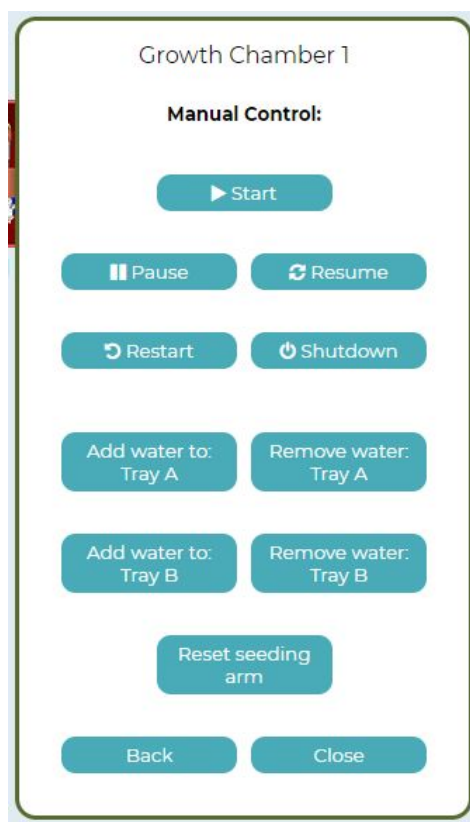 Growth Chamber 1
Manual Control:
Start
Pause
Resume
Restart
Shutdown
Add water to:
Tray A
Remove water:
Tray A
Add water to:
Tray B
Remove water:
Tray B
Reset seeding
arm
Back
Close